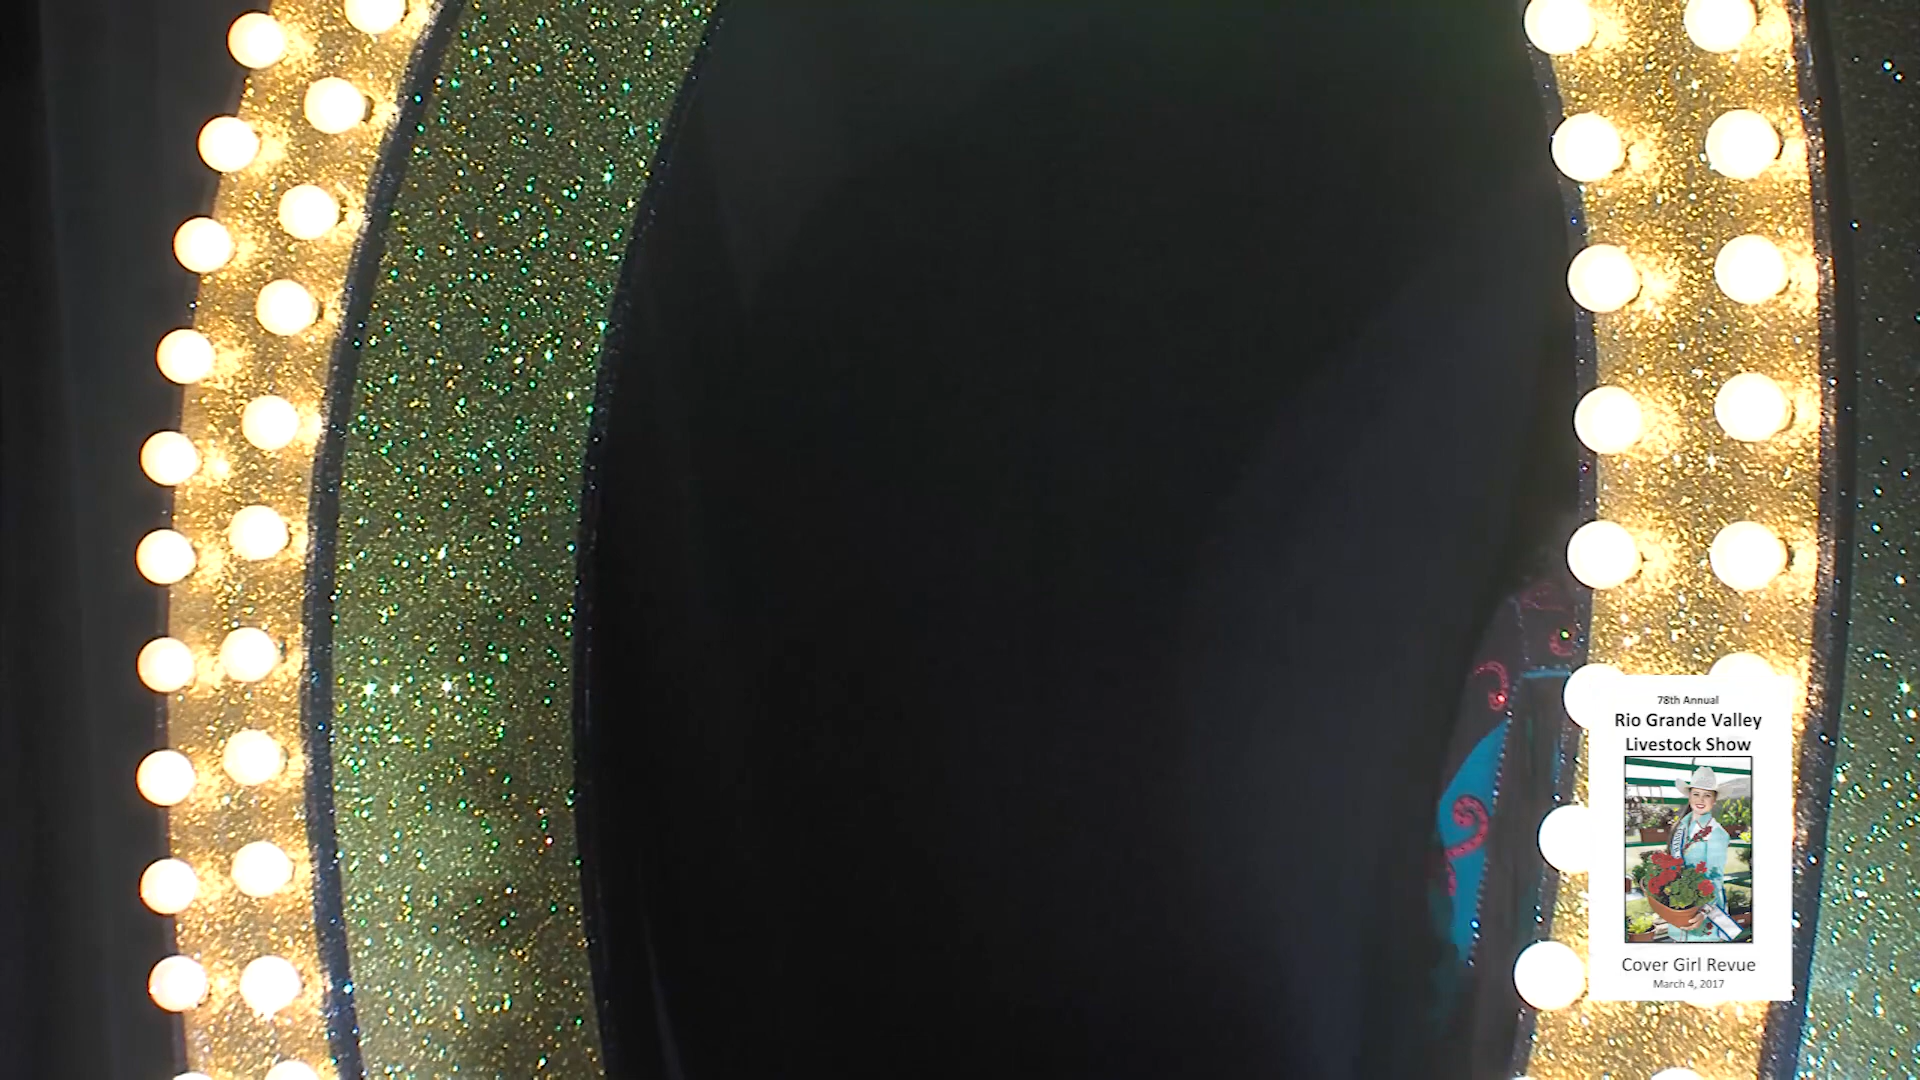 78th Annual
Rio Grande Valley
Livestock Show
Cover Girl Revue
March 4, 2017